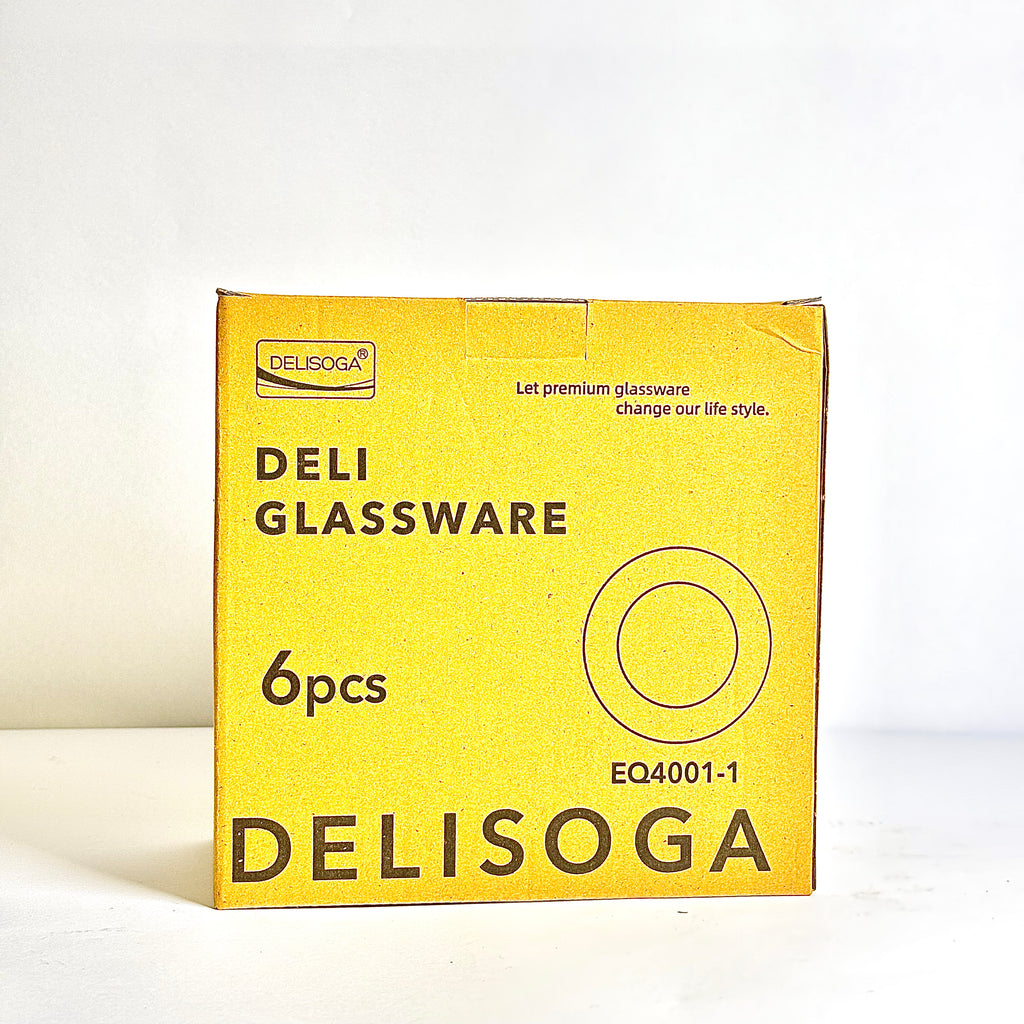 DELISOGA®
Let premium glassware
change our life style.
DELI
GLASSWARE
6pcs
EQ4001-1
DELISOGA